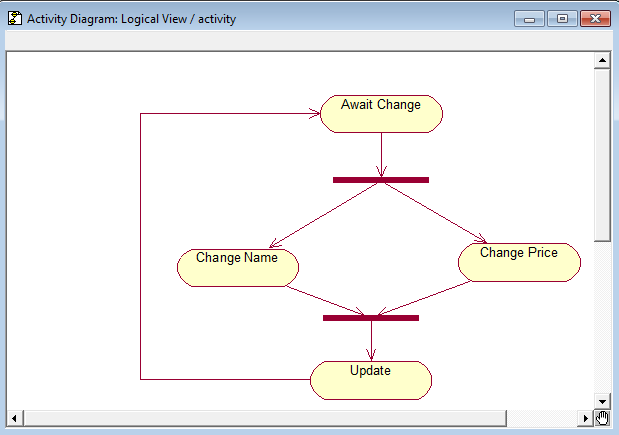 Activity Diagram: Logical View / activity
Await Change
Change Name
Change Price
Update